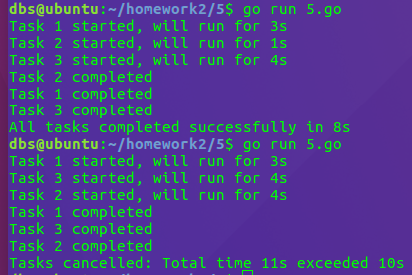 dbs@ubuntu:~/homework2/5$ go run 5.go
Task 1 started, will run for 3s
Task 2 started, will run for 1s
Task 3 started, will run for 4s
Task 2 completed
Task 1 completed
Task 3 completed
All tasks completed successfully in 8s
dbs@ubuntu:~/homework2/5$ go run 5.go
Task 1 started, will run for 3s
Task 3 started, will run for 4s
Task 2 started, will run for 4s
Task 1 completed
Task 3 completed
Task 2 completed
Tasks cancelled: Total time 11s exceeded 10s